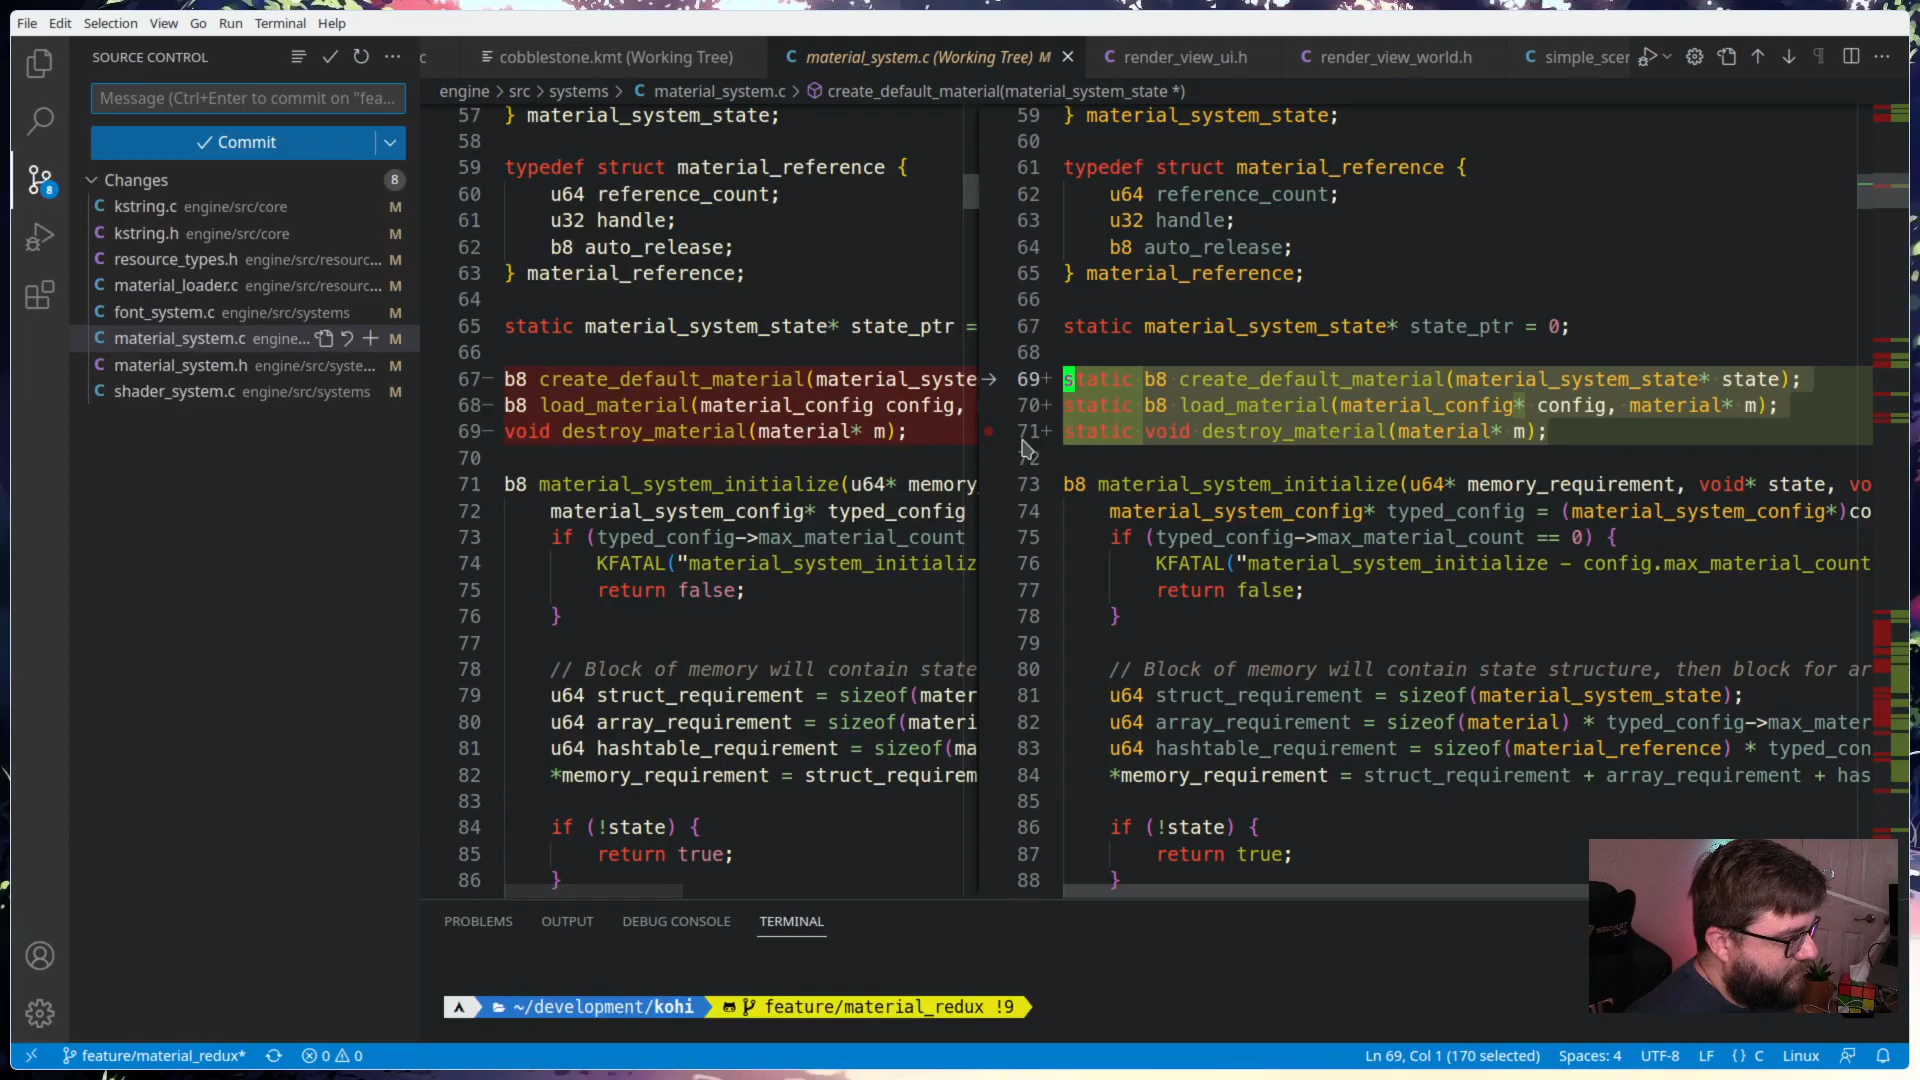 File Edit Selection View Go Run Terminal Help
SOURCE CONTROL
c cobblestone.kmt (Working Tree) C material_system.c (Working Tree) M C render_view_ui.h C render_view_world.h C simple_scer
engine > src > systems > C material_system.c > create_default_material(material_system_state *)
Message (Ctrl+Enter to commit on "fea...
Commit
Changes 8
C kstring.c engine/src/core M
C kstring.h engine/src/core M
C resource_types.h engine/src/resourc... M
C material_loader.c engine/src/resourc... M
C font_system.c engine/src/systems M
C material_system.c engine... M
C material_system.h engine/src/syste... M
C shader_system.c engine/src/systems M
8
57 } material_system_state;
58
59 typedef struct material_reference {
60 u64 reference_count;
61 u32 handle;
62 b8 auto_release;
63 } material_reference;
64
65 static material_system_state* state_ptr =
66
67− b8 create_default_material(material_syste
68− b8 load_material(material_config config,
69− void destroy_material(material* m);
70
71 b8 material_system_initialize(u64* memory_
72 material_system_config* typed_config
73 if (typed_config->max_material_count
74 KFATAL("material_system_initializ
75 return false;
76 }
77
78 // Block of memory will contain state
79 u64 struct_requirement = sizeof(mater
80 u64 array_requirement = sizeof(materi
81 u64 hashtable_requirement = sizeof(ma
82 *memory_requirement = struct_requirem
83
84 if (!state) {
85 return true;
86 }
59 } material_system_state;
60
61 typedef struct material_reference {
62 u64 reference_count;
63 u32 handle;
64 b8 auto_release;
65 } material_reference;
66
67 static material_system_state* state_ptr = 0;
68
69+ static b8 create_default_material(material_system_state* state);
70+ static b8 load_material(material_config* config, material* m);
71+ static void destroy_material(material* m);
72
73 b8 material_system_initialize(u64* memory_requirement, void* state, vo
74 material_system_config* typed_config = (material_system_config*)co
75 if (typed_config->max_material_count == 0) {
76 KFATAL("material_system_initialize – config.max_material_count
77 return false;
78 }
79
80 // Block of memory will contain state structure, then block for ar
81 u64 struct_requirement = sizeof(material_system_state);
82 u64 array_requirement = sizeof(material) * typed_config->max_mater
83 u64 hashtable_requirement = sizeof(material_reference) * typed_con
84 *memory_requirement = struct_requirement + array_requirement + has
85
86 if (!state) {
87 return true;
88 }
PROBLEMS OUTPUT DEBUG CONSOLE TERMINAL
~/development/kohi feature/material_redux !9
feature/material_redux* 0 0 Ln 69, Col 1 (170 selected) Spaces: 4 UTF-8 LF {} C Linux